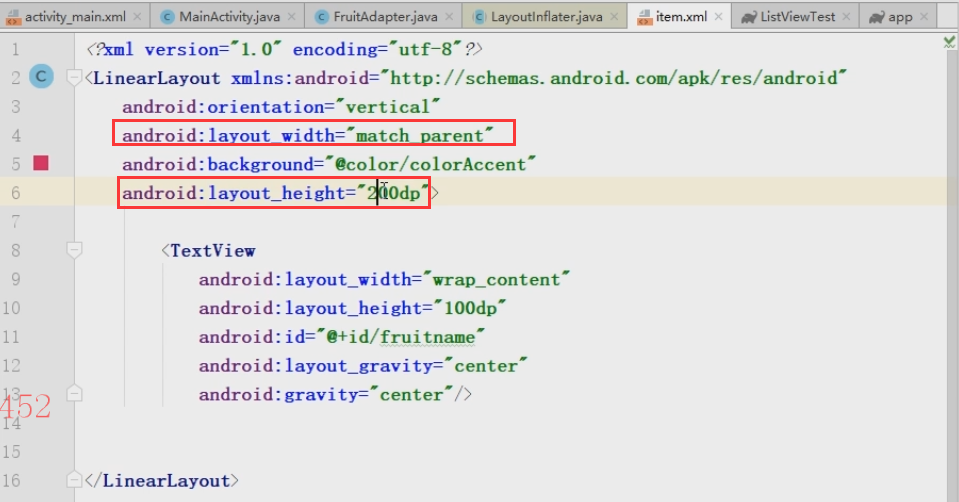 activity_main.xml × MainActivity.java × FruitAdapter.java × LayoutInflater.java × item.xml × ListViewTest × app ×
1 <?xml version="1.0" encoding="utf-8"?>
2 C <LinearLayout xmlns:android="http://schemas.android.com/apk/res/android"
3 android:orientation="vertical"
4 android:layout_width="match_parent"
5 android:background="@color/colorAccent"
6 android:layout_height="200dp">
7
8 <TextView
9 android:layout_width="wrap_content"
10 android:layout_height="100dp"
11 android:id="@+id/fruitname"
12 android:layout_gravity="center"
13 android:gravity="center"/>
452
14
15
16 </LinearLayout>